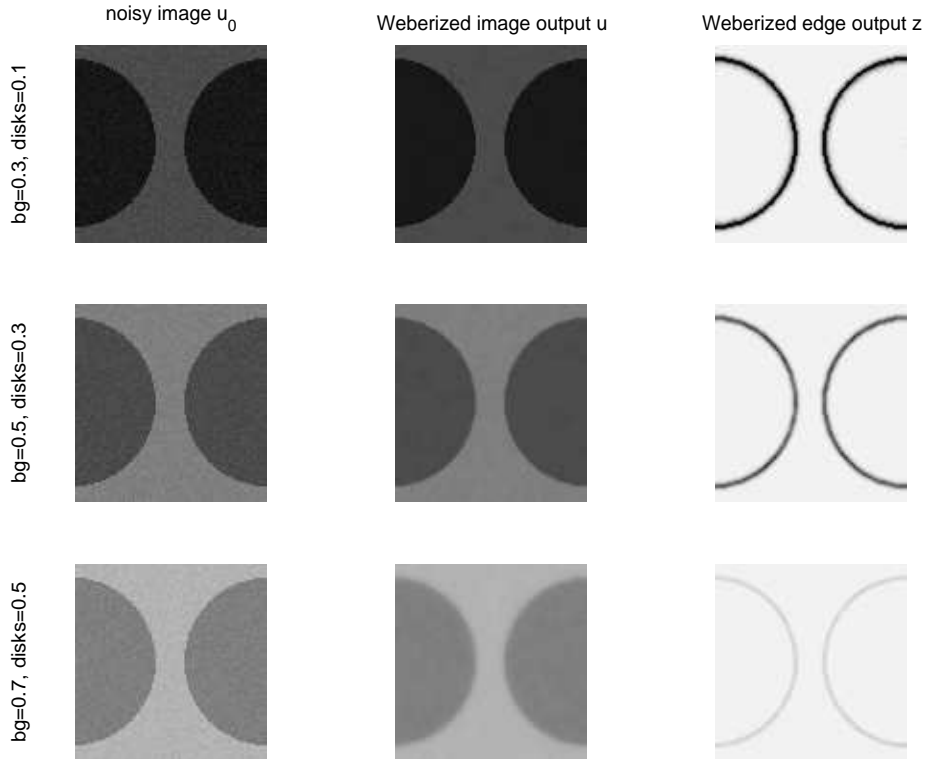 noisy image u0
Weberized image output u
Weberized edge output z
bg=0.3, disks=0.1
bg=0.5, disks=0.3
bg=0.7, disks=0.5